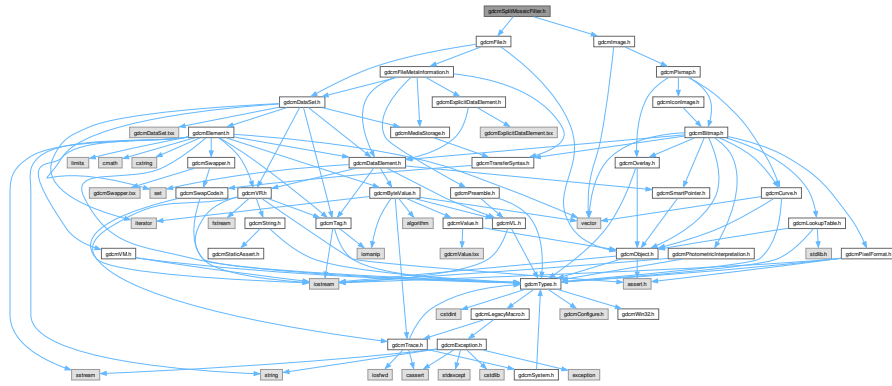 gdcmSplitMosaicFilter.h
gdcmFile.h
gdcmImage.h
gdcmFileMetaInformation.h
gdcmPixmap.h
gdcmDataSet.h
gdcmExplicitDataElement.h
gdcmIconImage.h
gdcmDataSet.txx
gdcmElement.h
gdcmMediaStorage.h
gdcmExplicitDataElement.txx
gdcmBitmap.h
limits
cmath
cstring
gdcmSwapper.h
gdcmDataElement.h
gdcmTransferSyntax.h
gdcmOverlay.h
gdcmSwapper.txx
set
gdcmSwapCode.h
gdcmVR.h
gdcmByteValue.h
gdcmPreamble.h
gdcmSmartPointer.h
gdcmCurve.h
iterator
fstream
gdcmString.h
gdcmTag.h
algorithm
gdcmValue.h
gdcmVL.h
vector
gdcmLookupTable.h
gdcmVM.h
gdcmStaticAssert.h
iomanip
gdcmValue.txx
gdcmObject.h
gdcmPhotometricInterpretation.h
stdlib.h
gdcmPixelFormat.h
iostream
gdcmTypes.h
assert.h
cstdint
gdcmLegacyMacro.h
gdcmConfigure.h
gdcmWin32.h
gdcmTrace.h
gdcmException.h
sstream
string
iosfwd
cassert
stdexcept
cstdlib
gdcmSystem.h
exception